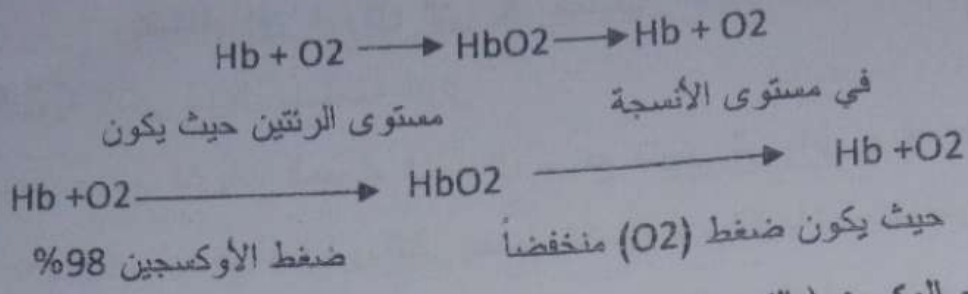 Hb + O2 → HbO2 → Hb + O2
مستوى الرئتين حيث يكون في مستوى الأنسجة
Hb +O2 → HbO2 → Hb +O2
ضغط الأوكسجين 98% حيث يكون ضغط (O2) منخفضاً